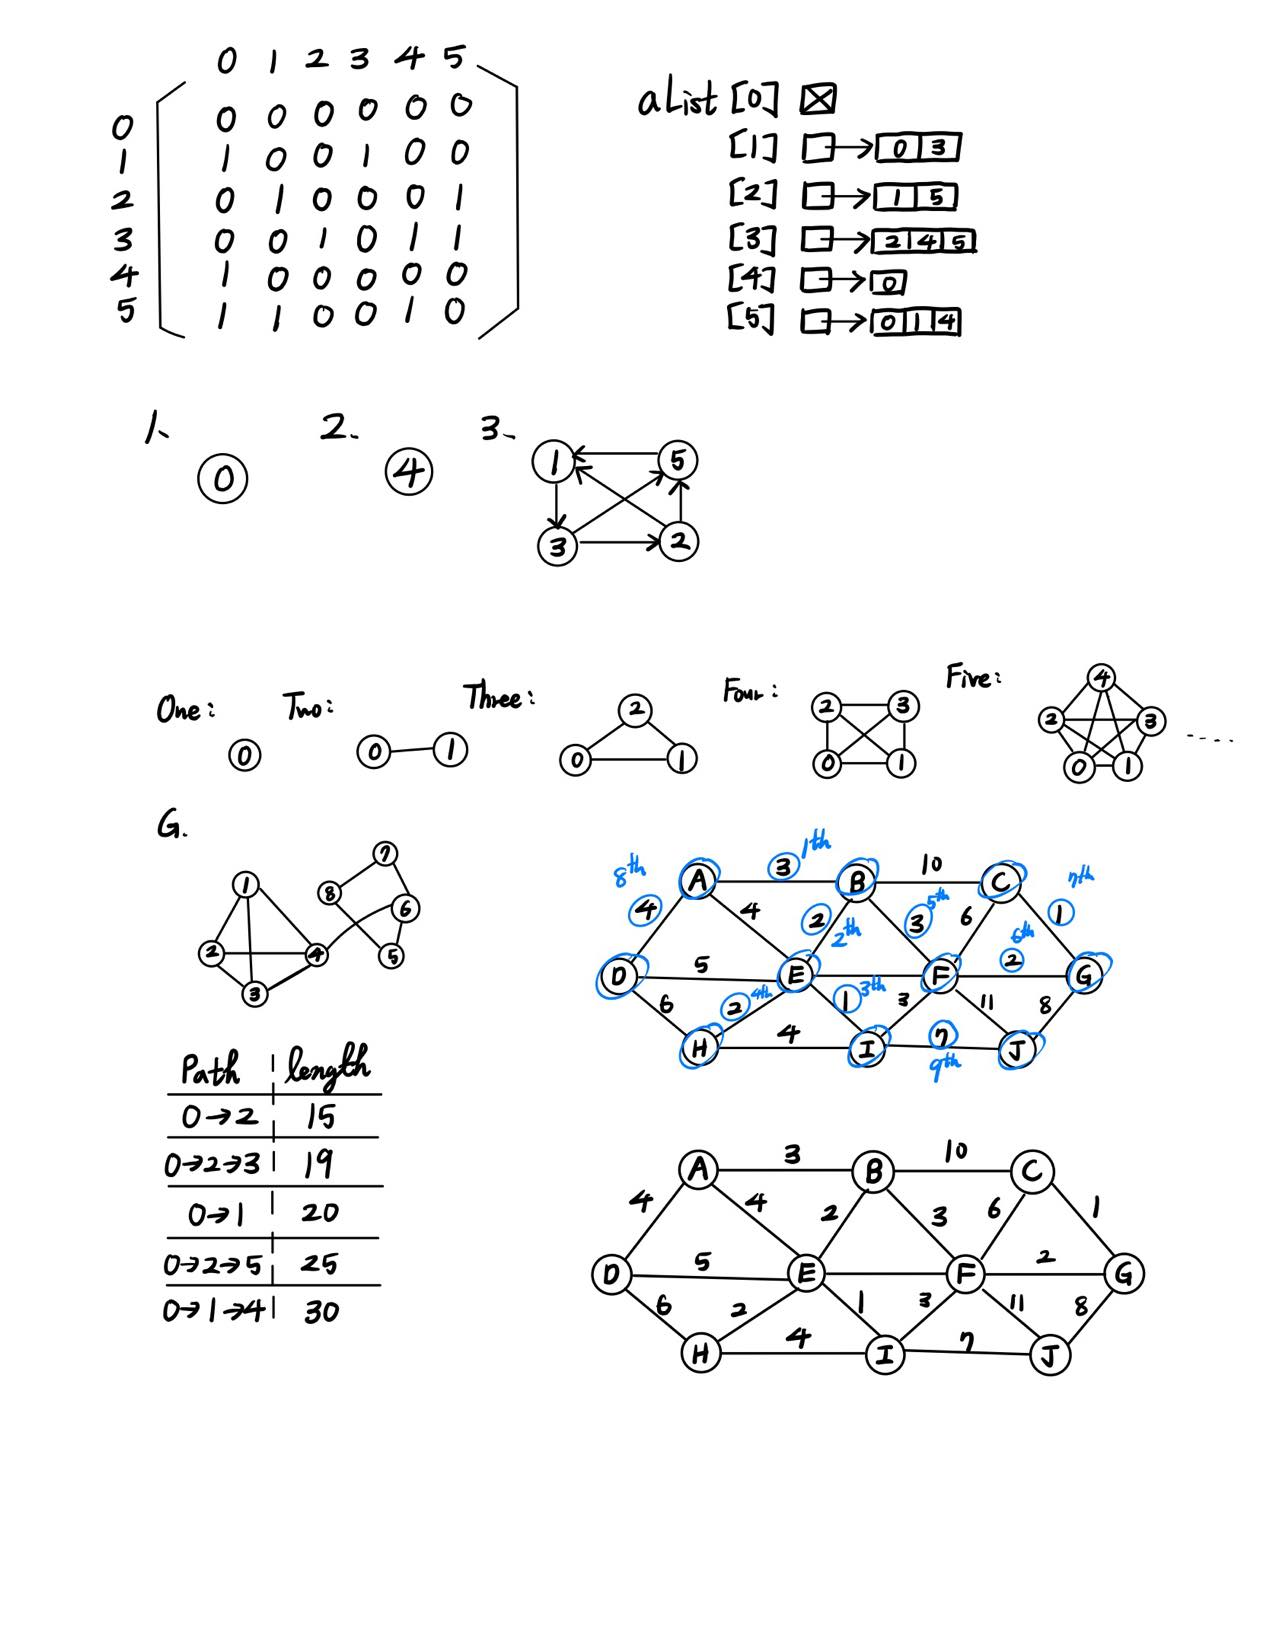 0 1 2 3 4 5
0 0 0 0 0 0 0
1 1 0 0 1 0 0
2 0 1 0 0 0 1
3 0 0 1 0 1 1
4 1 0 0 0 0 0
5 1 1 0 0 1 0
aList [0]
[1] 0 3
[2] 1 5
[3] 2 4 5
[4] 0
[5] 0 1 4
1. 2. 3.
0 4 1 5
3 2
One: Two: Three: Four: Five:
0
0 1
2
0 1
2 3
0 1
4
2 3
0 1
.....
G.
7
1 8
6
2 4 5
3
Path length
0→2 15
0→2→3 19
0→1 20
0→2→5 25
0→1→4 30
1th
8th A 3 B 10 C 7th
4 4 2 3 5th 6 1
2th 6th
D 5 E F 2 G
6 2 4th 1 3th 3 11 8
H 4 I 7 J
9th
A 3 B 10 C
4 4 2 3 6 1
D 5 E F 2 G
6 2 1 3 11 8
H 4 I 7 J